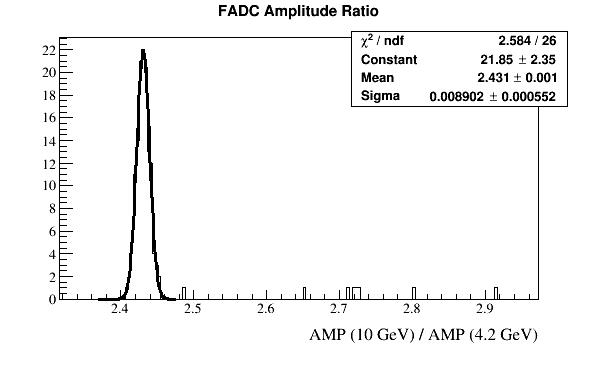 FADC Amplitude Ratio
χ² / ndf 2.584 / 26
Constant 21.85 ± 2.35
Mean 2.431 ± 0.001
Sigma 0.008902 ± 0.000552
22
20
18
16
14
12
10
8
6
4
2
0
2.4 2.5 2.6 2.7 2.8 2.9
AMP (10 GeV) / AMP (4.2 GeV)